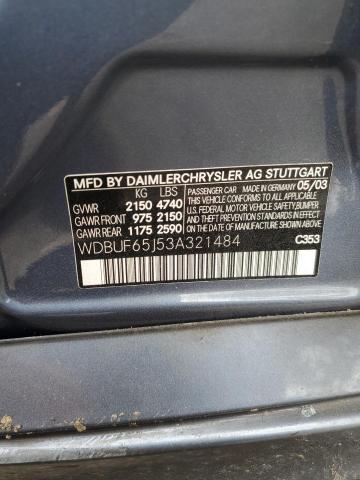 MFD BY DAIMLERCHRYSLER AG STUTTGART
KG LBS PASSENGER CAR MADE IN GERMANY 05/03
GVWR 2150 4740 THIS VEHICLE CONFORMS TO ALL APPLICABLE
GAWR FRONT 975 2150 U.S. FEDERAL MOTOR VEHICLE SAFETY, BUMPER
GAWR REAR 1175 2590 AND THEFT PREVENTION STANDARDS IN EFFECT ON THE DATE OF MANUFACTURE SHOWN ABOVE
WDBUF65J53A321484 C353